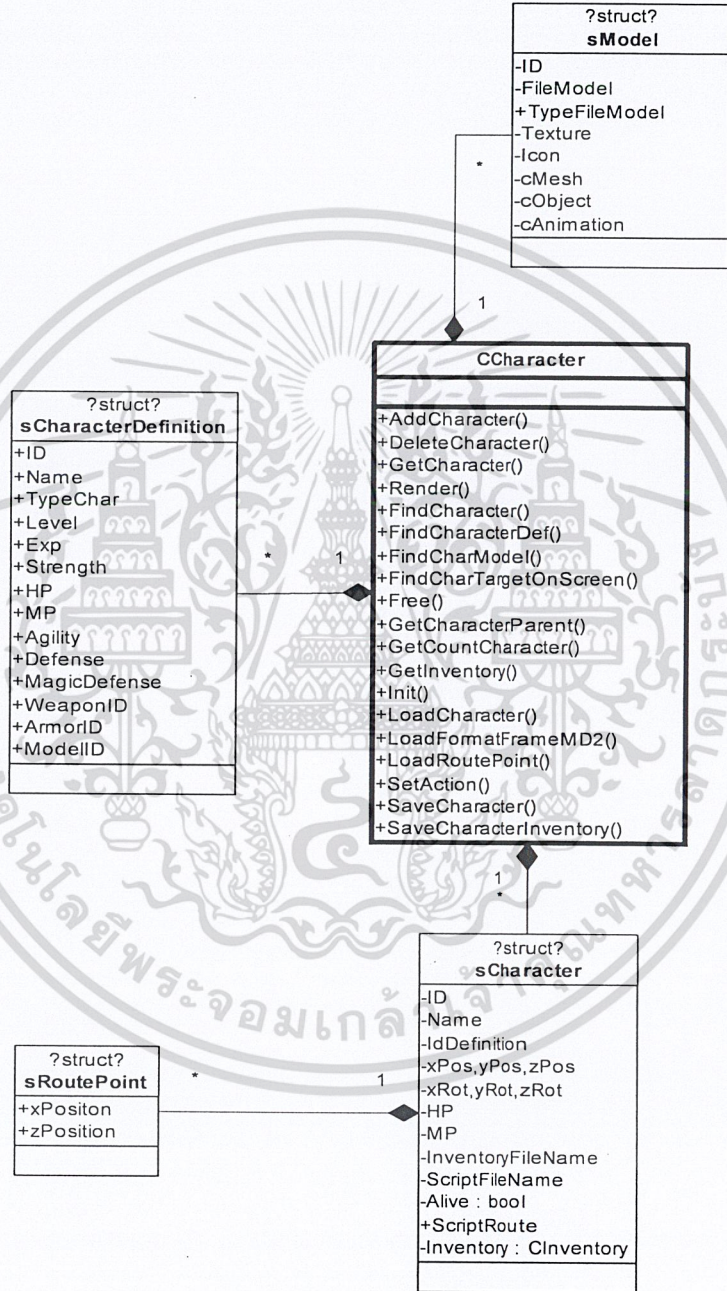 ?struct?
sModel
-ID
-FileModel
+TypeFileModel
-Texture
-Icon
-cMesh
-cObject
-cAnimation
*
1
CCharacter
+AddCharacter()
+DeleteCharacter()
+GetCharacter()
+Render()
+FindCharacter()
+FindCharacterDef()
+FindCharModel()
+FindCharTargetOnScreen()
+Free()
+GetCharacterParent()
+GetCountCharacter()
+GetInventory()
+Init()
+LoadCharacter()
+LoadFormatFrameMD2()
+LoadRoutePoint()
+SetAction()
+SaveCharacter()
+SaveCharacterInventory()
?struct?
sCharacterDefinition
+ID
+Name
+TypeChar
+Level
+Exp
+Strength
+HP
+MP
+Agility
+Defense
+MagicDefense
+WeaponID
+ArmorID
+ModelID
*
1
1
*
?struct?
sCharacter
-ID
-Name
-IdDefinition
-xPos,yPos,zPos
-xRot,yRot,zRot
-HP
-MP
-InventoryFileName
-ScriptFileName
-Alive : bool
+ScriptRoute
-Inventory : CInventory
?struct?
sRoutePoint
+xPositon
+zPosition
*
1